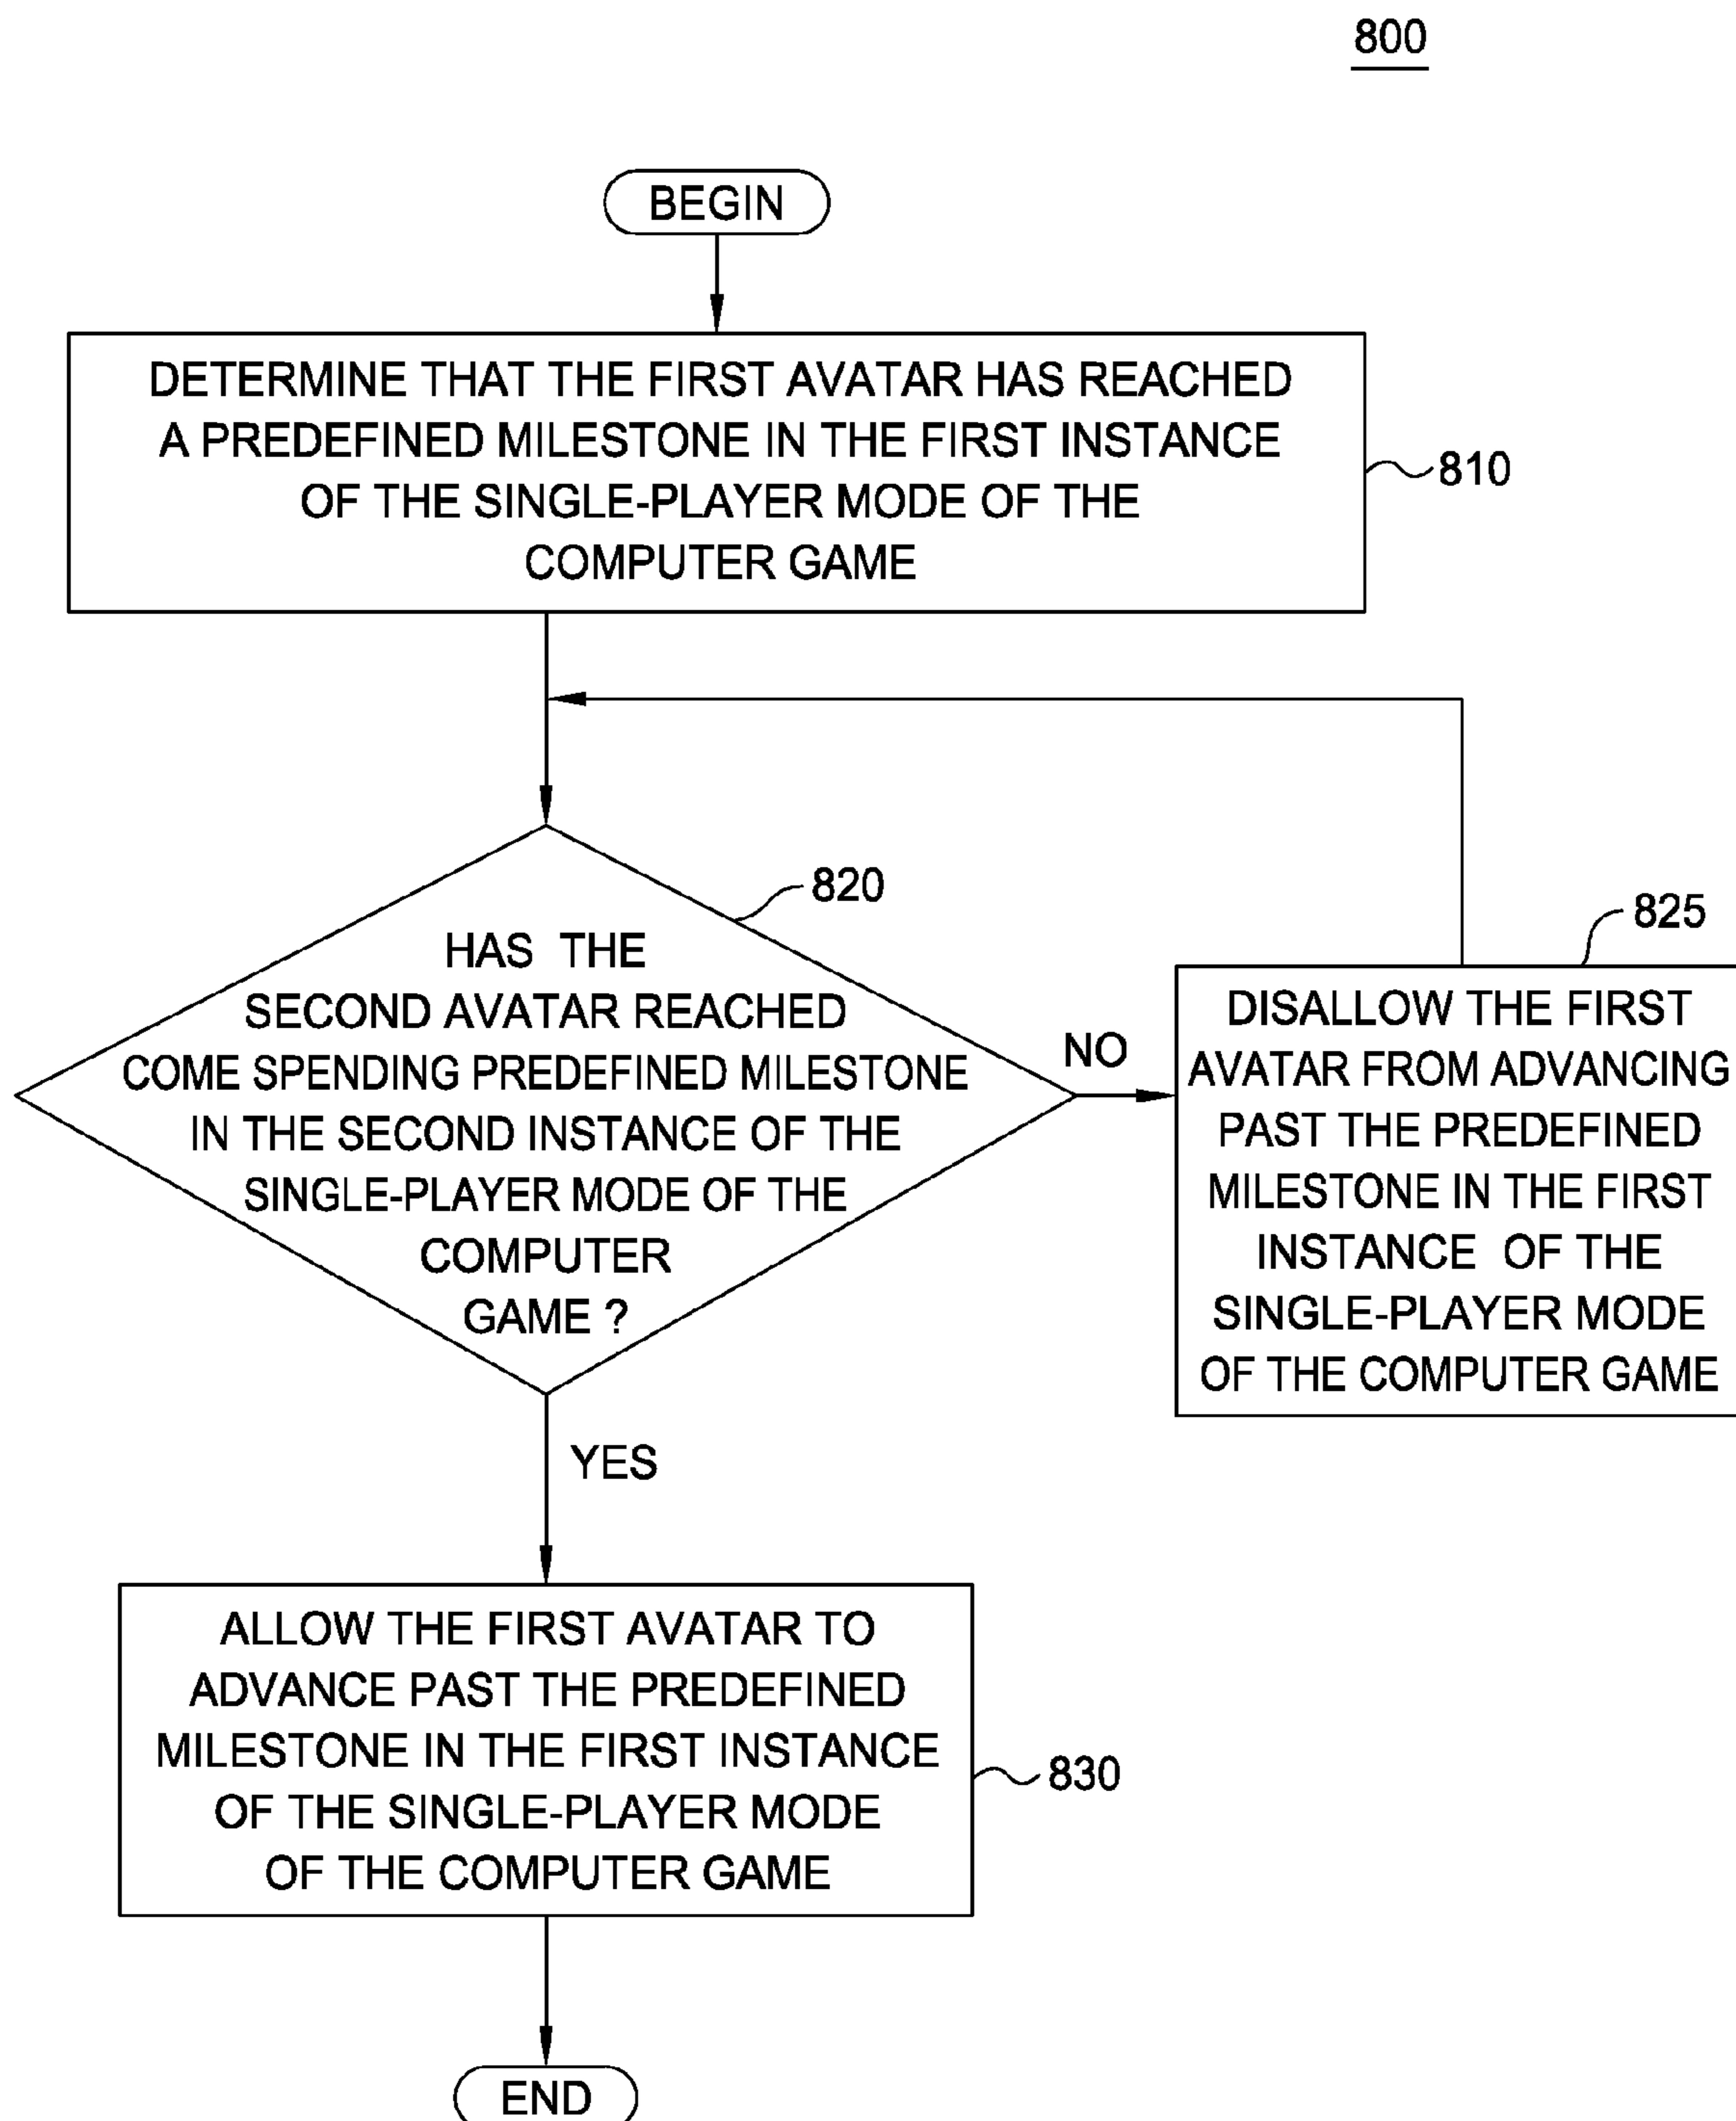 800
BEGIN
DETERMINE THAT THE FIRST AVATAR HAS REACHED
A PREDEFINED MILESTONE IN THE FIRST INSTANCE
OF THE SINGLE-PLAYER MODE OF THE
COMPUTER GAME
810
820
HAS THE
SECOND AVATAR REACHED
COME SPENDING PREDEFINED MILESTONE
IN THE SECOND INSTANCE OF THE
SINGLE-PLAYER MODE OF THE
COMPUTER
GAME ?
NO
825
DISALLOW THE FIRST
AVATAR FROM ADVANCING
PAST THE PREDEFINED
MILESTONE IN THE FIRST
INSTANCE OF THE
SINGLE-PLAYER MODE
OF THE COMPUTER GAME
YES
ALLOW THE FIRST AVATAR TO
ADVANCE PAST THE PREDEFINED
MILESTONE IN THE FIRST INSTANCE
OF THE SINGLE-PLAYER MODE
OF THE COMPUTER GAME
830
END